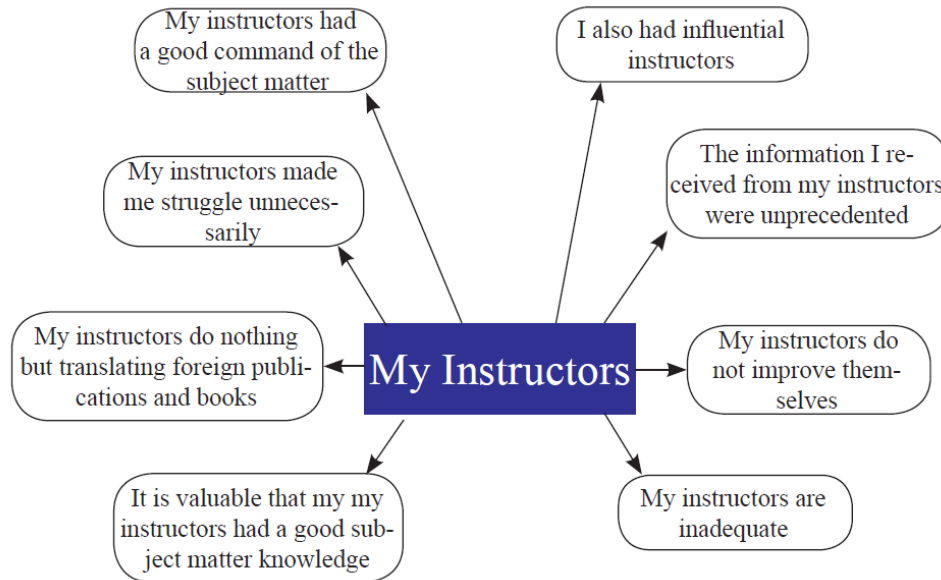 My instructors had
a good command of the
subject matter
I also had influential
instructors
My instructors made
me struggle unneces-
sarily
The information I re-
ceived from my instructors
were unprecedented
My instructors do nothing
but translating foreign publi-
cations and books
My Instructors
My instructors do
not improve them-
selves
It is valuable that my my
instructors had a good sub-
ject matter knowledge
My instructors are
inadequate